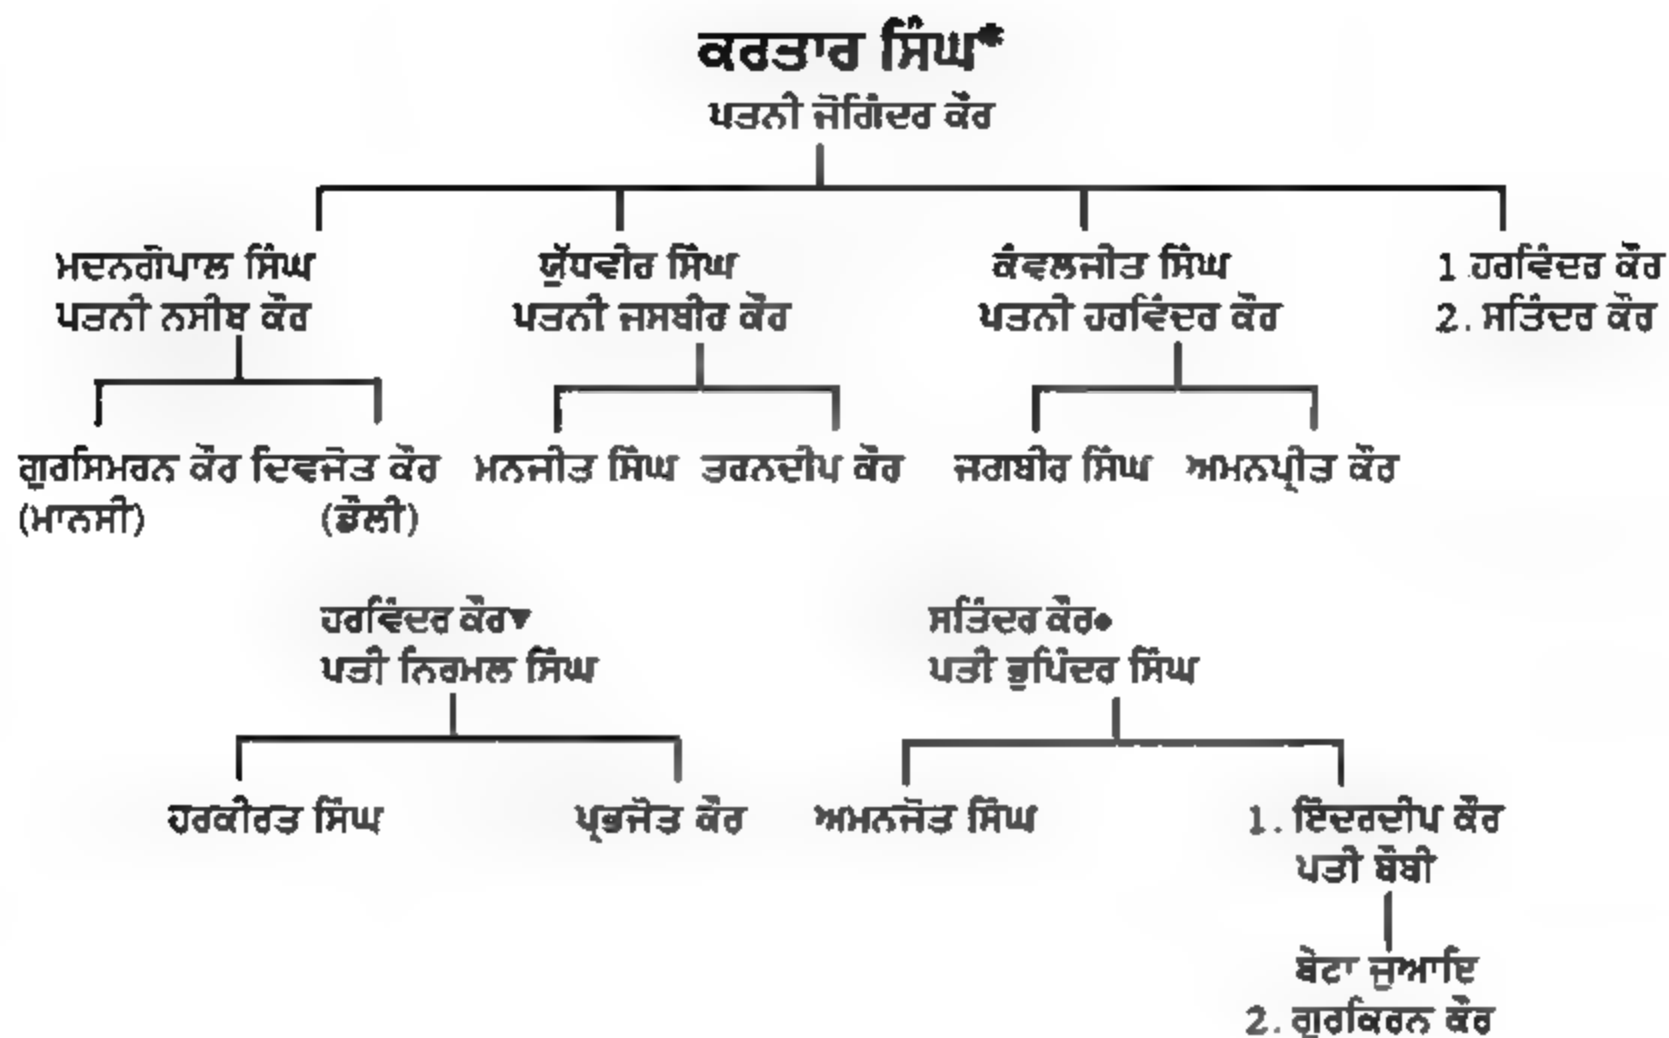 ਕਰਤਾਰ ਸਿੰਘ*
ਪਤਨੀ ਜੋਗਿੰਦਰ ਕੌਰ
ਮਦਨਗੋਪਾਲ ਸਿੰਘ ਯੁੱਧਵੀਰ ਸਿੰਘ ਕੰਵਲਜੀਤ ਸਿੰਘ 1 ਹਰਵਿੰਦਰ ਕੌਰ
ਪਤਨੀ ਨਸੀਬ ਕੌਰ ਪਤਨੀ ਜਸਬੀਰ ਕੌਰ ਪਤਨੀ ਹਰਵਿੰਦਰ ਕੌਰ 2. ਸਤਿੰਦਰ ਕੌਰ
ਗੁਰਸਿਮਰਨ ਕੌਰ ਦਿਵਜੋਤ ਕੌਰ ਮਨਜੀਤ ਸਿੰਘ ਤਰਨਦੀਪ ਕੌਰ ਜਗਬੀਰ ਸਿੰਘ ਅਮਨਪ੍ਰੀਤ ਕੌਰ
(ਮਾਨਸੀ) (ਡੌਲੀ)
ਹਰਵਿੰਦਰ ਕੌਰ▼ ਸਤਿੰਦਰ ਕੌਰ●
ਪਤੀ ਨਿਰਮਲ ਸਿੰਘ ਪਤੀ ਭੁਪਿੰਦਰ ਸਿੰਘ
ਹਰਕੀਰਤ ਸਿੰਘ ਪ੍ਰਭਜੋਤ ਕੌਰ ਅਮਨਜੋਤ ਸਿੰਘ 1. ਇੰਦਰਦੀਪ ਕੌਰ
ਪਤੀ ਬੌਬੀ
ਬੇਟਾ ਜੁਆਇ
2. ਗੁਰਕਿਰਨ ਕੌਰ